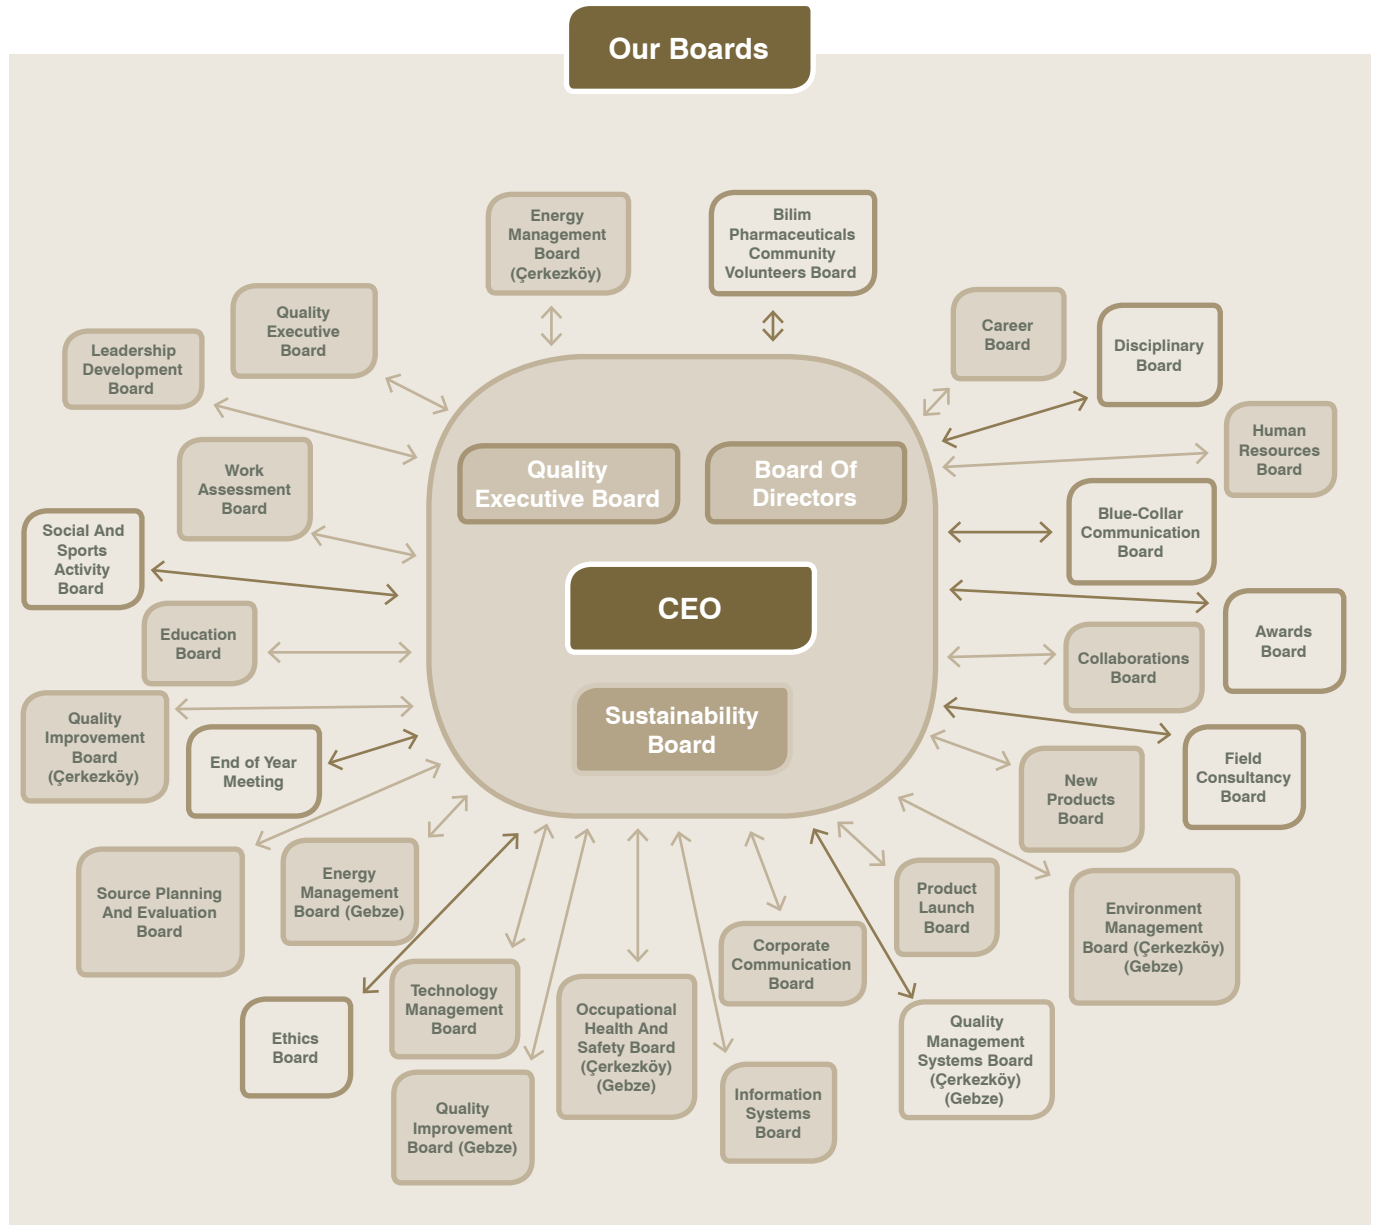 Our Boards
Energy
Management
Board
(Çerkezköy)
Bilim
Pharmaceuticals
Community
Volunteers Board
Quality
Executive
Board
Career
Board
Leadership
Development
Board
Disciplinary
Board
Human
Resources
Board
Work
Assessment
Board
Quality
Executive Board
Board Of
Directors
Blue-Collar
Communication
Board
Social And
Sports
Activity
Board
CEO
Education
Board
Awards
Board
Collaborations
Board
Quality
Improvement
Board
(Çerkezköy)
End of Year
Meeting
Sustainability
Board
Field
Consultancy
Board
New
Products
Board
Source Planning
And Evaluation
Board
Energy
Management
Board (Gebze)
Product
Launch
Board
Environment
Management
Board (Çerkezköy)
(Gebze)
Corporate
Communication
Board
Technology
Management
Board
Occupational
Health And
Safety Board
(Çerkezköy)
(Gebze)
Ethics
Board
Quality
Management
Systems Board
(Çerkezköy)
(Gebze)
Quality
Improvement
Board (Gebze)
Information
Systems
Board